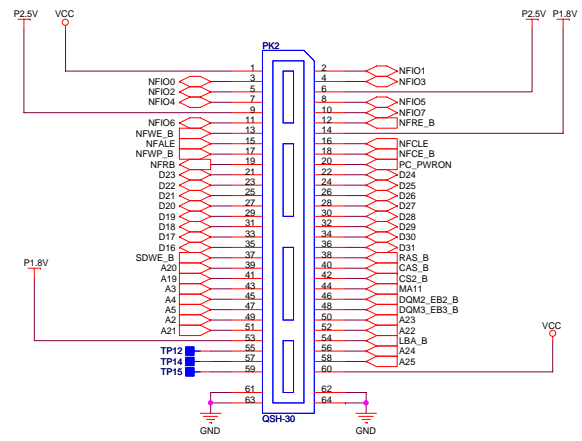 P2.5V VCC P2.5V P1.8V
PK2
1 2 NFIO1
NFIO0 3 4 NFIO3
NFIO2 5 6
NFIO4 7 8 NFIO5
9 10 NFIO7
NFIO6 11 12 NFRE_B
NFWE_B 13 14
NFALE 15 16 NFCLE
NFWP_B 17 18 NFCE_B
NFRB 19 20 PC_PWRON
D23 21 22 D24
D22 23 24 D25
D21 25 26 D26
D20 27 28 D27
D19 29 30 D28
D18 31 32 D29
D17 33 34 D30
D16 35 36 D31
SDWE_B 37 38 RAS_B
P1.8V A20 39 40 CAS_B
A19 41 42 CS2_B
A3 43 44 MA11
A4 45 46 DQM2_EB2_B
A5 47 48 DQM3_EB3_B
A2 49 50 A23
A21 51 52 A22
VCC
53 54 LBA_B
TP12 55 56 A24
TP14 57 58 A25
TP15 59 60
61 62
63 64
QSH-30
GND GND